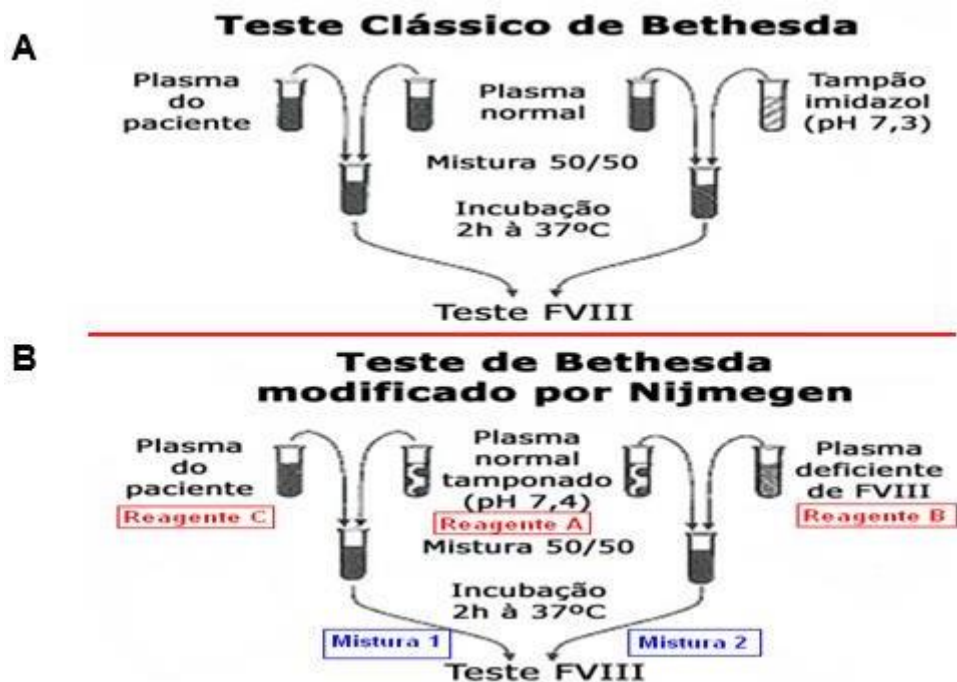 A
Teste Clássico de Bethesda
Plasma
do
paciente
Plasma
normal
Tampão
imidazol
(pH 7,3)
Mistura 50/50
Incubação
2h à 37ºC
Teste FVIII
B
Teste de Bethesda
modificado por Nijmegen
Plasma
do
paciente
Reagente C
Plasma
normal
tamponado
(pH 7,4)
Reagente A
Plasma
deficiente
de FVIII
Reagente B
Mistura 50/50
Incubação
2h à 37ºC
Mistura 1
Mistura 2
Teste FVIII